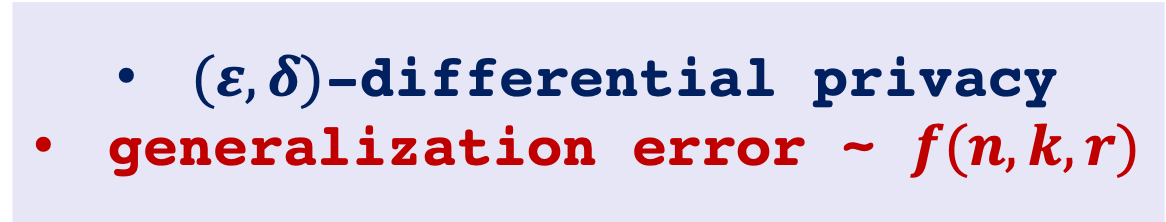 • (ε, δ)-differential privacy
• generalization error ~ f(n, k, r)